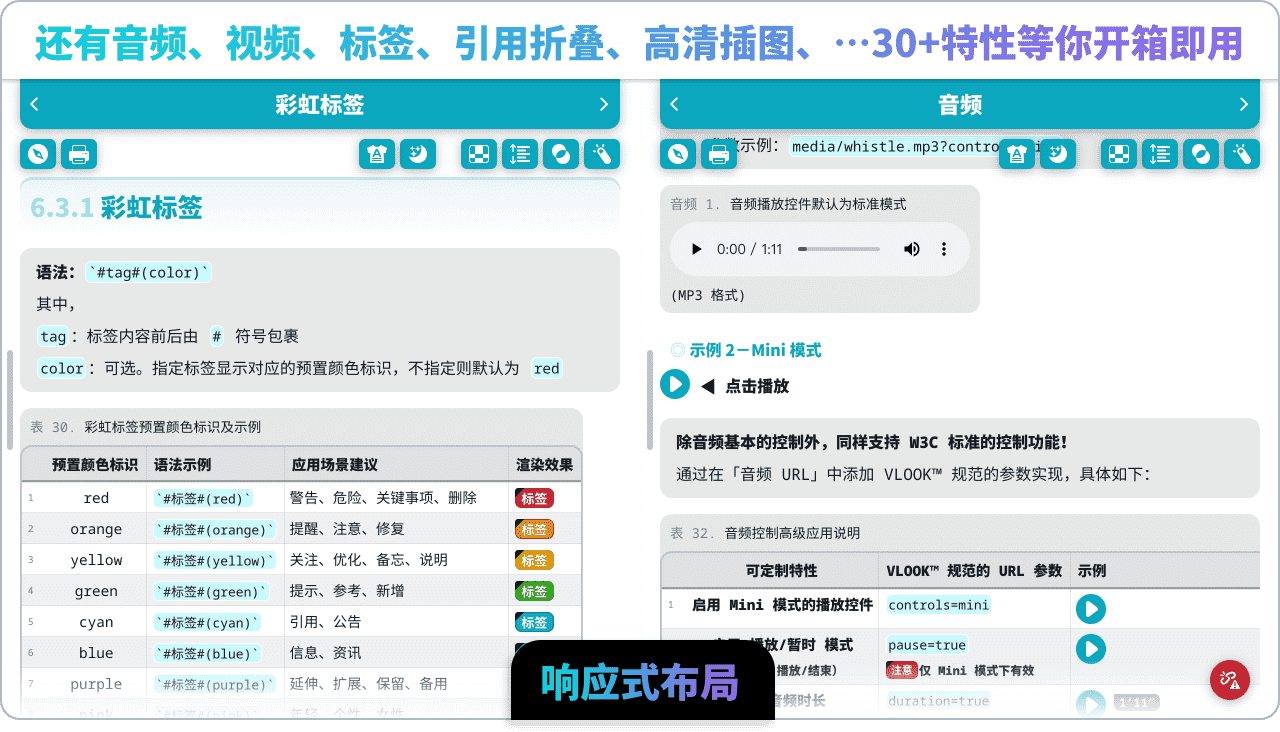 还有音频、视频、标签、引用折叠、高清插图、…30+特性等你开箱即用
彩虹标签
6.3.1 彩虹标签
语法：`#tag#(color)`
其中，
tag：标签内容前后由 # 符号包裹
color：可选。指定标签显示对应的预置颜色标识，不指定则默认为 red
表 30. 彩虹标签预置颜色标识及示例
预置颜色标识 语法示例 应用场景建议 渲染效果
1 red `#标签#(red)` 警告、危险、关键事项、删除 标签
2 orange `#标签#(orange)` 提醒、注意、修复 标签
3 yellow `#标签#(yellow)` 关注、优化、备忘、说明 标签
4 green `#标签#(green)` 提示、参考、新增 标签
5 cyan `#标签#(cyan)` 引用、公告 标签
6 blue `#标签#(blue)` 信息、资讯
7 purple `#标签#(purple)` 延伸、扩展、保留、备用
8 pink `#标签#(pink)` 年轻、个性、女性
音频
数示例： media/whistle.mp3?contro
音频 1. 音频播放控件默认为标准模式
0:00 / 1:11
(MP3 格式)
示例 2－Mini 模式
◀ 点击播放
除音频基本的控制外，同样支持 W3C 标准的控制功能！
通过在「音频 URL」中添加 VLOOK™ 规范的参数实现，具体如下：
表 32. 音频控制高级应用说明
可定制特性 VLOOK™ 规范的 URL 参数 示例
1 启用 Mini 模式的播放控件 controls=mini
播放/暂时 模式 pause=true
播放/结束) 注意 仅 Mini 模式下有效
音频时长 duration=true 1′11″
响应式布局